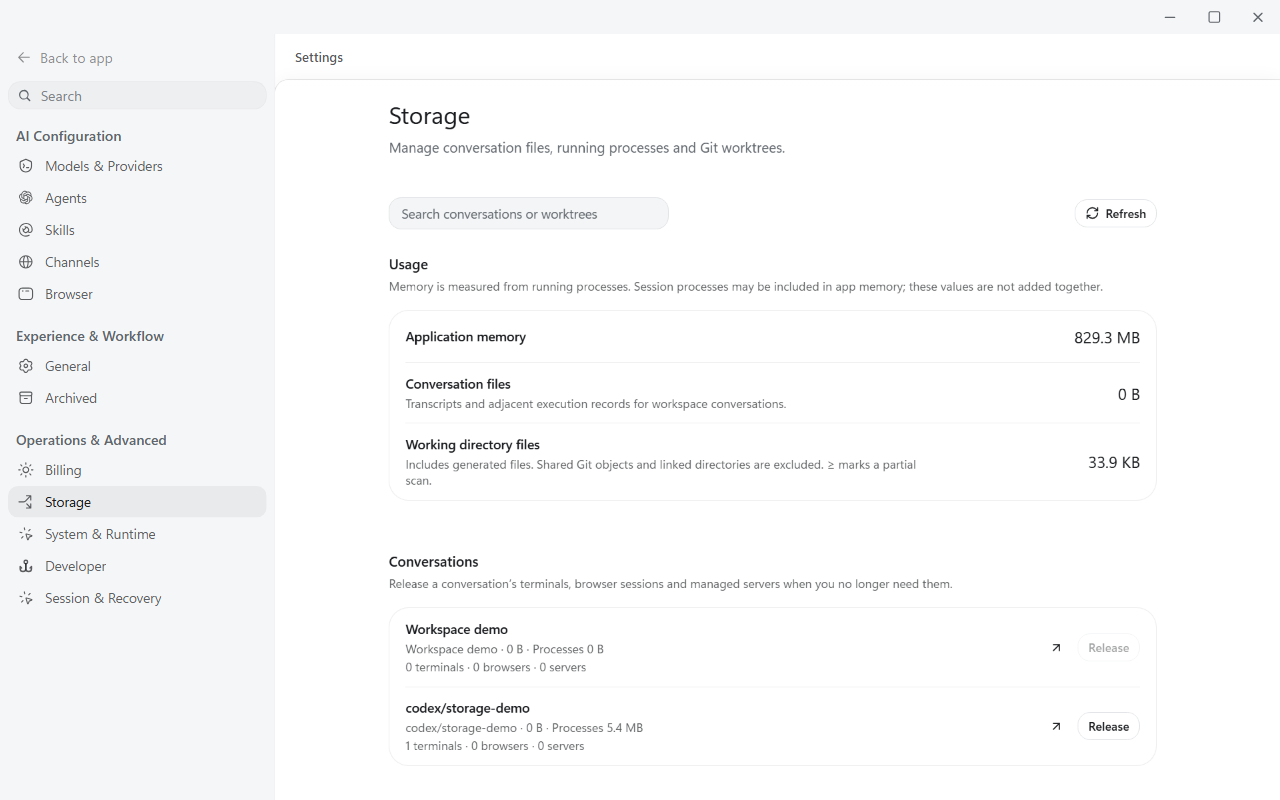 Back to app
Search
AI Configuration
Models & Providers
Agents
Skills
Channels
Browser
Experience & Workflow
General
Archived
Operations & Advanced
Billing
Storage
System & Runtime
Developer
Session & Recovery
Settings
Storage
Manage conversation files, running processes and Git worktrees.
Search conversations or worktrees
Refresh
Usage
Memory is measured from running processes. Session processes may be included in app memory; these values are not added together.
Application memory
829.3 MB
Conversation files
Transcripts and adjacent execution records for workspace conversations.
0 B
Working directory files
Includes generated files. Shared Git objects and linked directories are excluded. ≥ marks a partial
scan.
33.9 KB
Conversations
Release a conversation's terminals, browser sessions and managed servers when you no longer need them.
Workspace demo
Workspace demo · 0 B · Processes 0 B
0 terminals · 0 browsers · 0 servers
Release
codex/storage-demo
codex/storage-demo · 0 B · Processes 5.4 MB
1 terminals · 0 browsers · 0 servers
Release